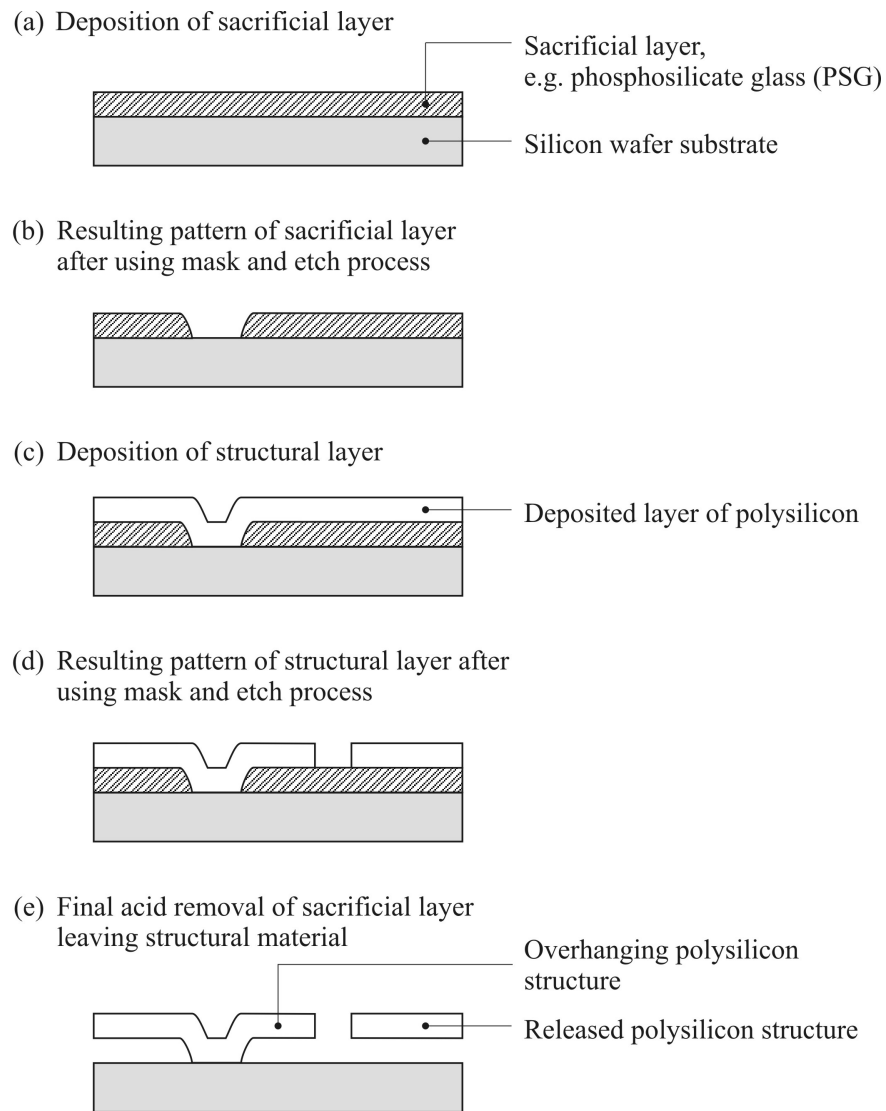 (a) Deposition of sacrificial layer
Sacrificial layer,
e.g. phosphosilicate glass (PSG)
Silicon wafer substrate
(b) Resulting pattern of sacrificial layer
after using mask and etch process
(c) Deposition of structural layer
Deposited layer of polysilicon
(d) Resulting pattern of structural layer after
using mask and etch process
(e) Final acid removal of sacrificial layer
leaving structural material
Overhanging polysilicon
structure
Released polysilicon structure